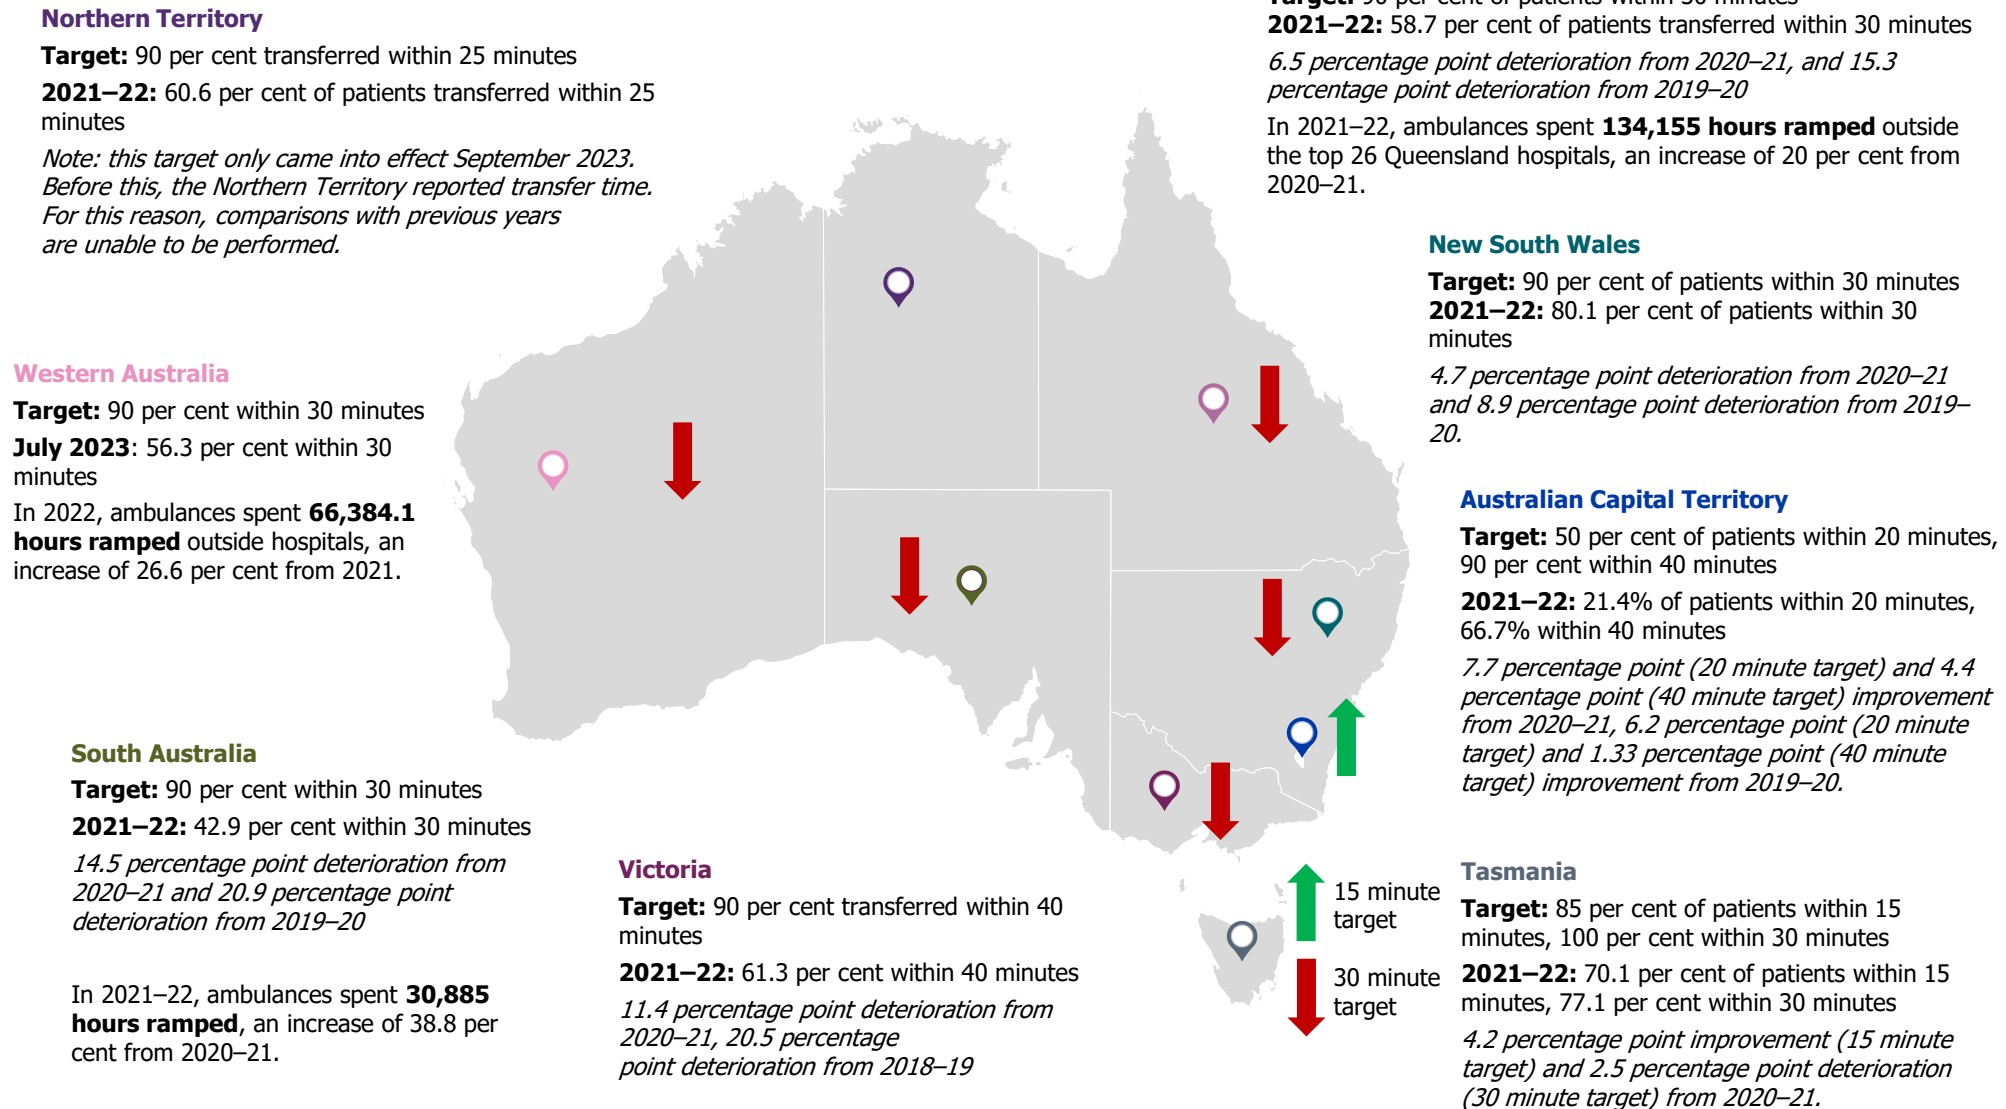 Northern Territory
Target: 90 per cent transferred within 25 minutes
2021–22: 60.6 per cent of patients transferred within 25
minutes
Note: this target only came into effect September 2023.
Before this, the Northern Territory reported transfer time.
For this reason, comparisons with previous years
are unable to be performed.
Target: 90 per cent of patients within 30 minutes
2021–22: 58.7 per cent of patients transferred within 30 minutes
6.5 percentage point deterioration from 2020–21, and 15.3
percentage point deterioration from 2019–20
In 2021–22, ambulances spent 134,155 hours ramped outside
the top 26 Queensland hospitals, an increase of 20 per cent from
2020–21.
New South Wales
Target: 90 per cent of patients within 30 minutes
2021–22: 80.1 per cent of patients within 30
minutes
4.7 percentage point deterioration from 2020–21
and 8.9 percentage point deterioration from 2019–
20.
Western Australia
Target: 90 per cent within 30 minutes
July 2023: 56.3 per cent within 30
minutes
In 2022, ambulances spent 66,384.1
hours ramped outside hospitals, an
increase of 26.6 per cent from 2021.
Australian Capital Territory
Target: 50 per cent of patients within 20 minutes,
90 per cent within 40 minutes
2021–22: 21.4% of patients within 20 minutes,
66.7% within 40 minutes
7.7 percentage point (20 minute target) and 4.4
percentage point (40 minute target) improvement
from 2020–21, 6.2 percentage point (20 minute
target) and 1.33 percentage point (40 minute
target) improvement from 2019–20.
South Australia
Target: 90 per cent within 30 minutes
2021–22: 42.9 per cent within 30 minutes
14.5 percentage point deterioration from
2020–21 and 20.9 percentage point
deterioration from 2019–20
In 2021–22, ambulances spent 30,885
hours ramped, an increase of 38.8 per
cent from 2020–21.
Victoria
Target: 90 per cent transferred within 40
minutes
2021–22: 61.3 per cent within 40 minutes
11.4 percentage point deterioration from
2020–21, 20.5 percentage
point deterioration from 2018–19
15 minute
target
30 minute
target
Tasmania
Target: 85 per cent of patients within 15
minutes, 100 per cent within 30 minutes
2021–22: 70.1 per cent of patients within 15
minutes, 77.1 per cent within 30 minutes
4.2 percentage point improvement (15 minute
target) and 2.5 percentage point deterioration
(30 minute target) from 2020–21.